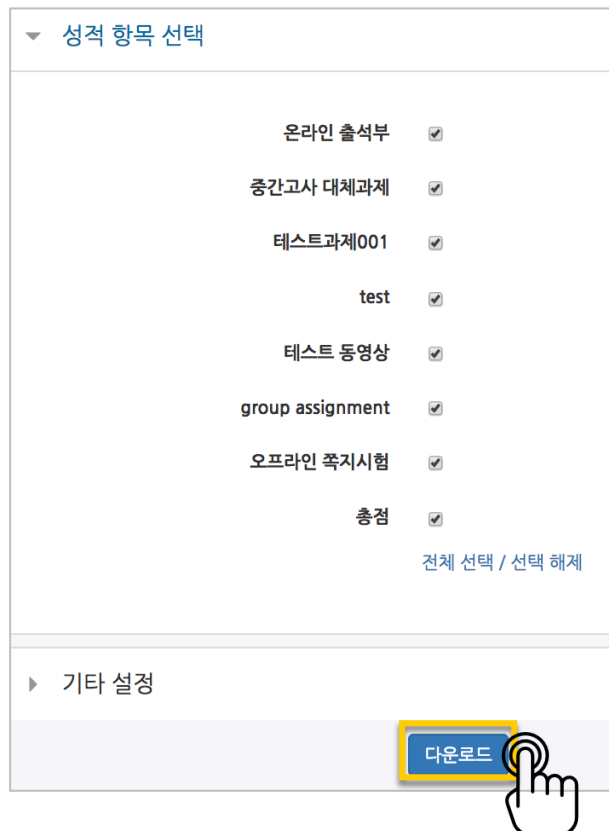 성적 항목 선택
온라인 출석부
중간고사 대체과제
테스트과제001
test
테스트 동영상
group assignment
오프라인 쪽지시험
총점
전체 선택 / 선택 해제
기타 설정
다운로드